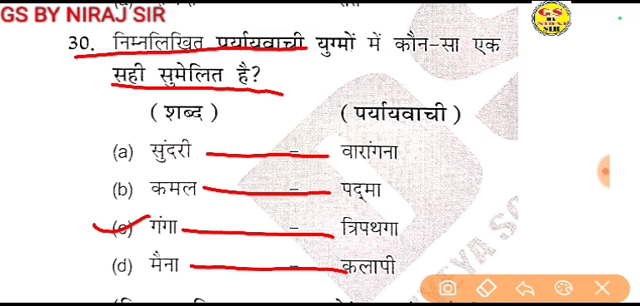 GS BY NIRAJ SIR
30. निम्नलिखित पर्यायवाची युग्मों में कौन-सा एक
सही सुमेलित है?
(शब्द) (पर्यायवाची)
(a) सुंदरी – वारांगना
(b) कमल – पद्मा
(c) गंगा – त्रिपथगा
(d) मैना – कलापी